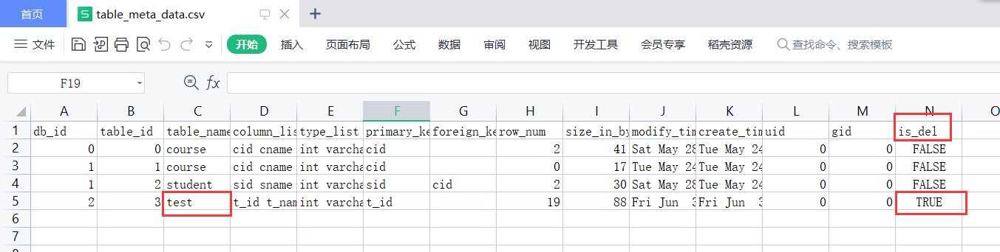 首页 S table_meta_data.csv
文件 开始 插入 页面布局 公式 数据 审阅 视图 开发工具 会员专享 稻壳资源 查找命令、搜索模板
F19 fx
A B C D E F G H I J K L M N O
1 db_id table_id table_name column_lis type_list primary_ke foreign_ke row_num size_in_by modify_tim create_tim uid gid is_del
2 0 0 course cid cname int varcha cid 2 41 Sat May 28 Tue May 24 0 0 FALSE
3 1 1 course cid cname int varcha cid 0 17 Tue May 24 Tue May 24 0 0 FALSE
4 1 2 student sid sname int varcha sid cid 2 30 Sat May 28 Tue May 24 0 0 FALSE
5 2 3 test t_id t_nam int varcha t_id 19 88 Fri Jun 3 Fri Jun 3 0 0 TRUE
6
7